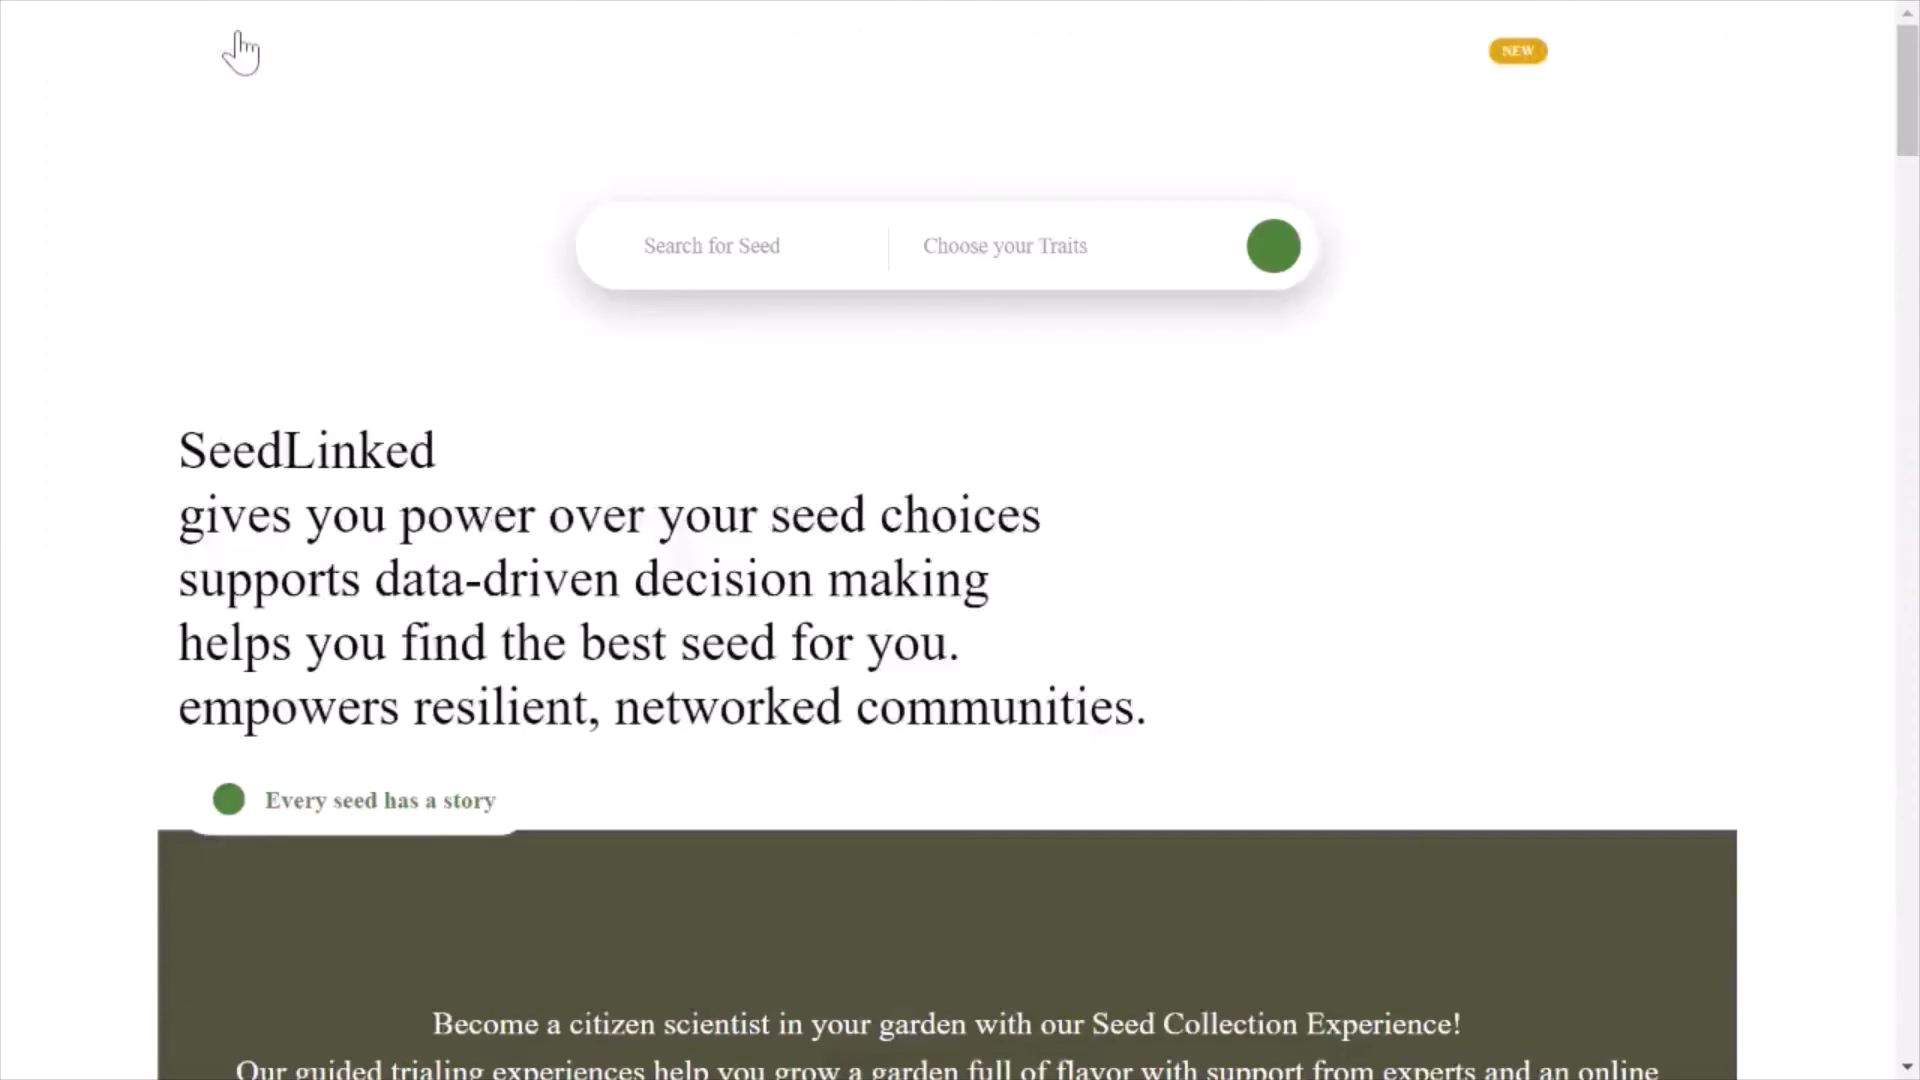 NEW
Search for Seed
Choose your Traits
SeedLinked
gives you power over your seed choices
supports data-driven decision making
helps you find the best seed for you.
empowers resilient, networked communities.
Every seed has a story
Become a citizen scientist in your garden with our Seed Collection Experience!
Our guided trialing experiences help you grow a garden full of flavor with support from experts and an online